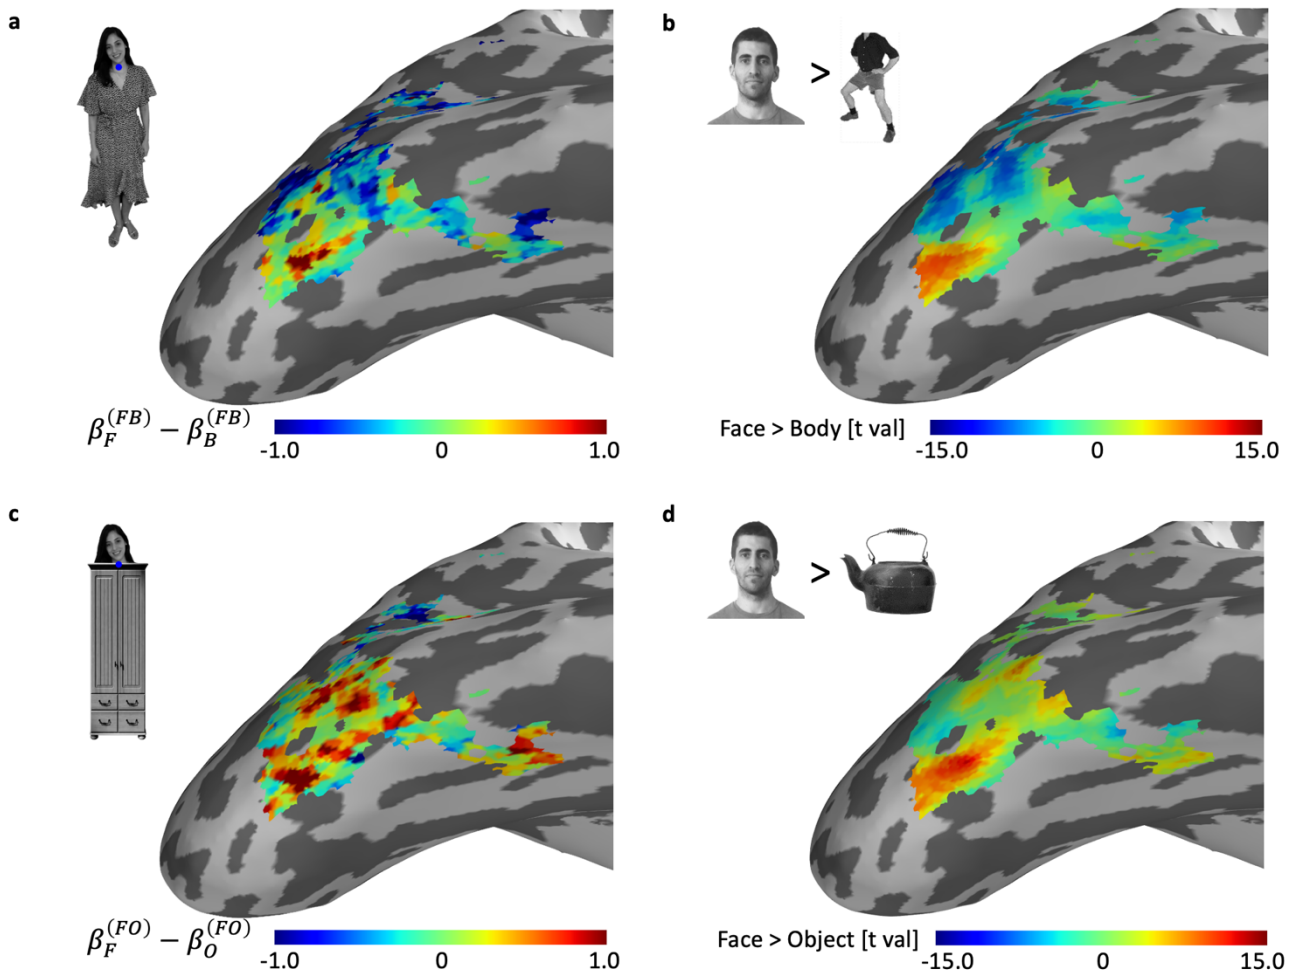 a
b
>
β_F^(FB) − β_B^(FB)
-1.0 0 1.0
Face > Body [t val]
-15.0 0 15.0
c
d
>
β_F^(FO) − β_O^(FO)
-1.0 0 1.0
Face > Object [t val]
-15.0 0 15.0